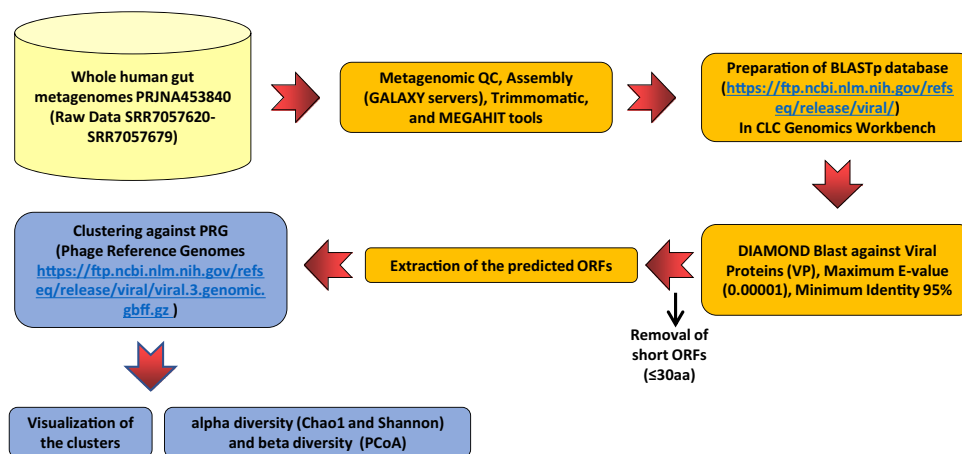 Whole human gut
metagenomes PRJNA453840
(Raw Data SRR7057620-
SRR7057679)
Metagenomic QC, Assembly
(GALAXY servers), Trimmomatic,
and MEGAHIT tools
Preparation of BLASTp database
(https://ftp.ncbi.nlm.nih.gov/refs
eq/release/viral/)
In CLC Genomics Workbench
DIAMOND Blast against Viral
Proteins (VP), Maximum E-value
(0.00001), Minimum Identity 95%
Removal of
short ORFs
(≤30aa)
Extraction of the predicted ORFs
Clustering against PRG
(Phage Reference Genomes
https://ftp.ncbi.nlm.nih.gov/refs
eq/release/viral/viral.3.genomic.
gbff.gz )
Visualization of
the clusters
alpha diversity (Chao1 and Shannon)
and beta diversity (PCoA)